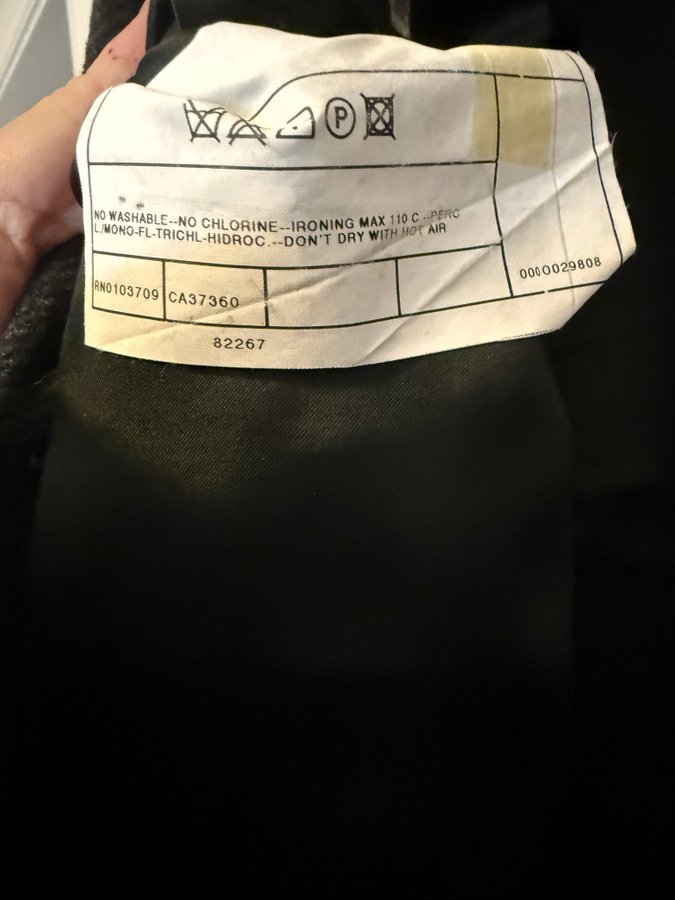 P
NO WASHABLE--NO CHLORINE--IRONING MAX 110 C.--PERC
L./MONO-FL-TRICHL-HIDROC.--DON'T DRY WITH HOT AIR
RN0103709 CA37360
0000029808
82267